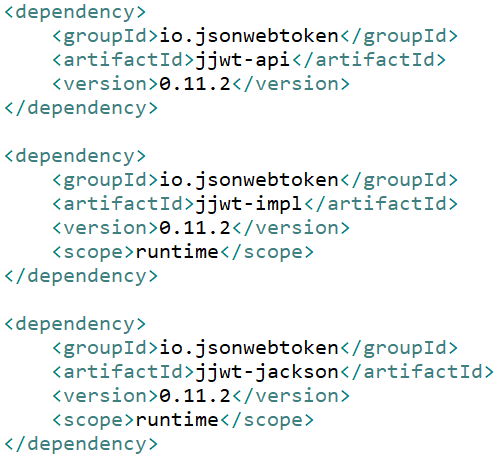 <dependency>
    <groupId>io.jsonwebtoken</groupId>
    <artifactId>jjwt-api</artifactId>
    <version>0.11.2</version>
</dependency>

<dependency>
    <groupId>io.jsonwebtoken</groupId>
    <artifactId>jjwt-impl</artifactId>
    <version>0.11.2</version>
    <scope>runtime</scope>
</dependency>

<dependency>
    <groupId>io.jsonwebtoken</groupId>
    <artifactId>jjwt-jackson</artifactId>
    <version>0.11.2</version>
    <scope>runtime</scope>
</dependency>